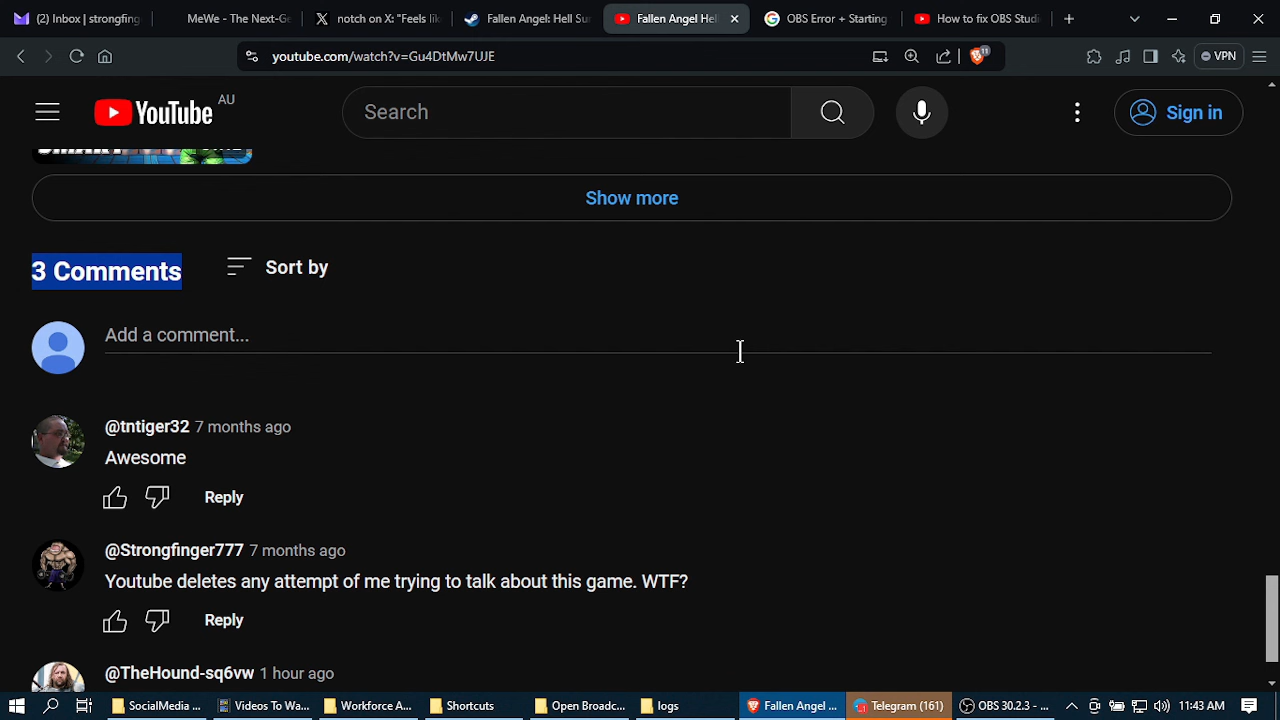 (2) Inbox | strongfing
MeWe - The Next-Ge
notch on X: "Feels lik
Fallen Angel: Hell Sur
Fallen Angel Hel
OBS Error + Starting
How to fix OBS Studi
youtube.com/watch?v=Gu4DtMw7UJE
11
VPN
YouTube AU
Search
Sign in
Show more
3 Comments
Sort by
Add a comment...
@tntiger32 7 months ago
Awesome
Reply
@Strongfinger777 7 months ago
Youtube deletes any attempt of me trying to talk about this game. WTF?
Reply
@TheHound-sq6vw 1 hour ago
SocialMedia ...
Videos To Wa...
Workforce A...
Shortcuts
Open Broadc...
logs
Fallen Angel ...
Telegram (161)
OBS 30.2.3 - ...
1:43 AM